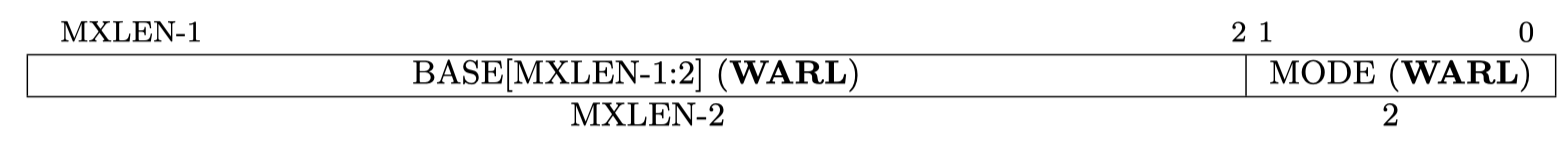 MXLEN-1 2 1 0
BASE[MXLEN-1:2] (WARL) MODE (WARL)
MXLEN-2 2